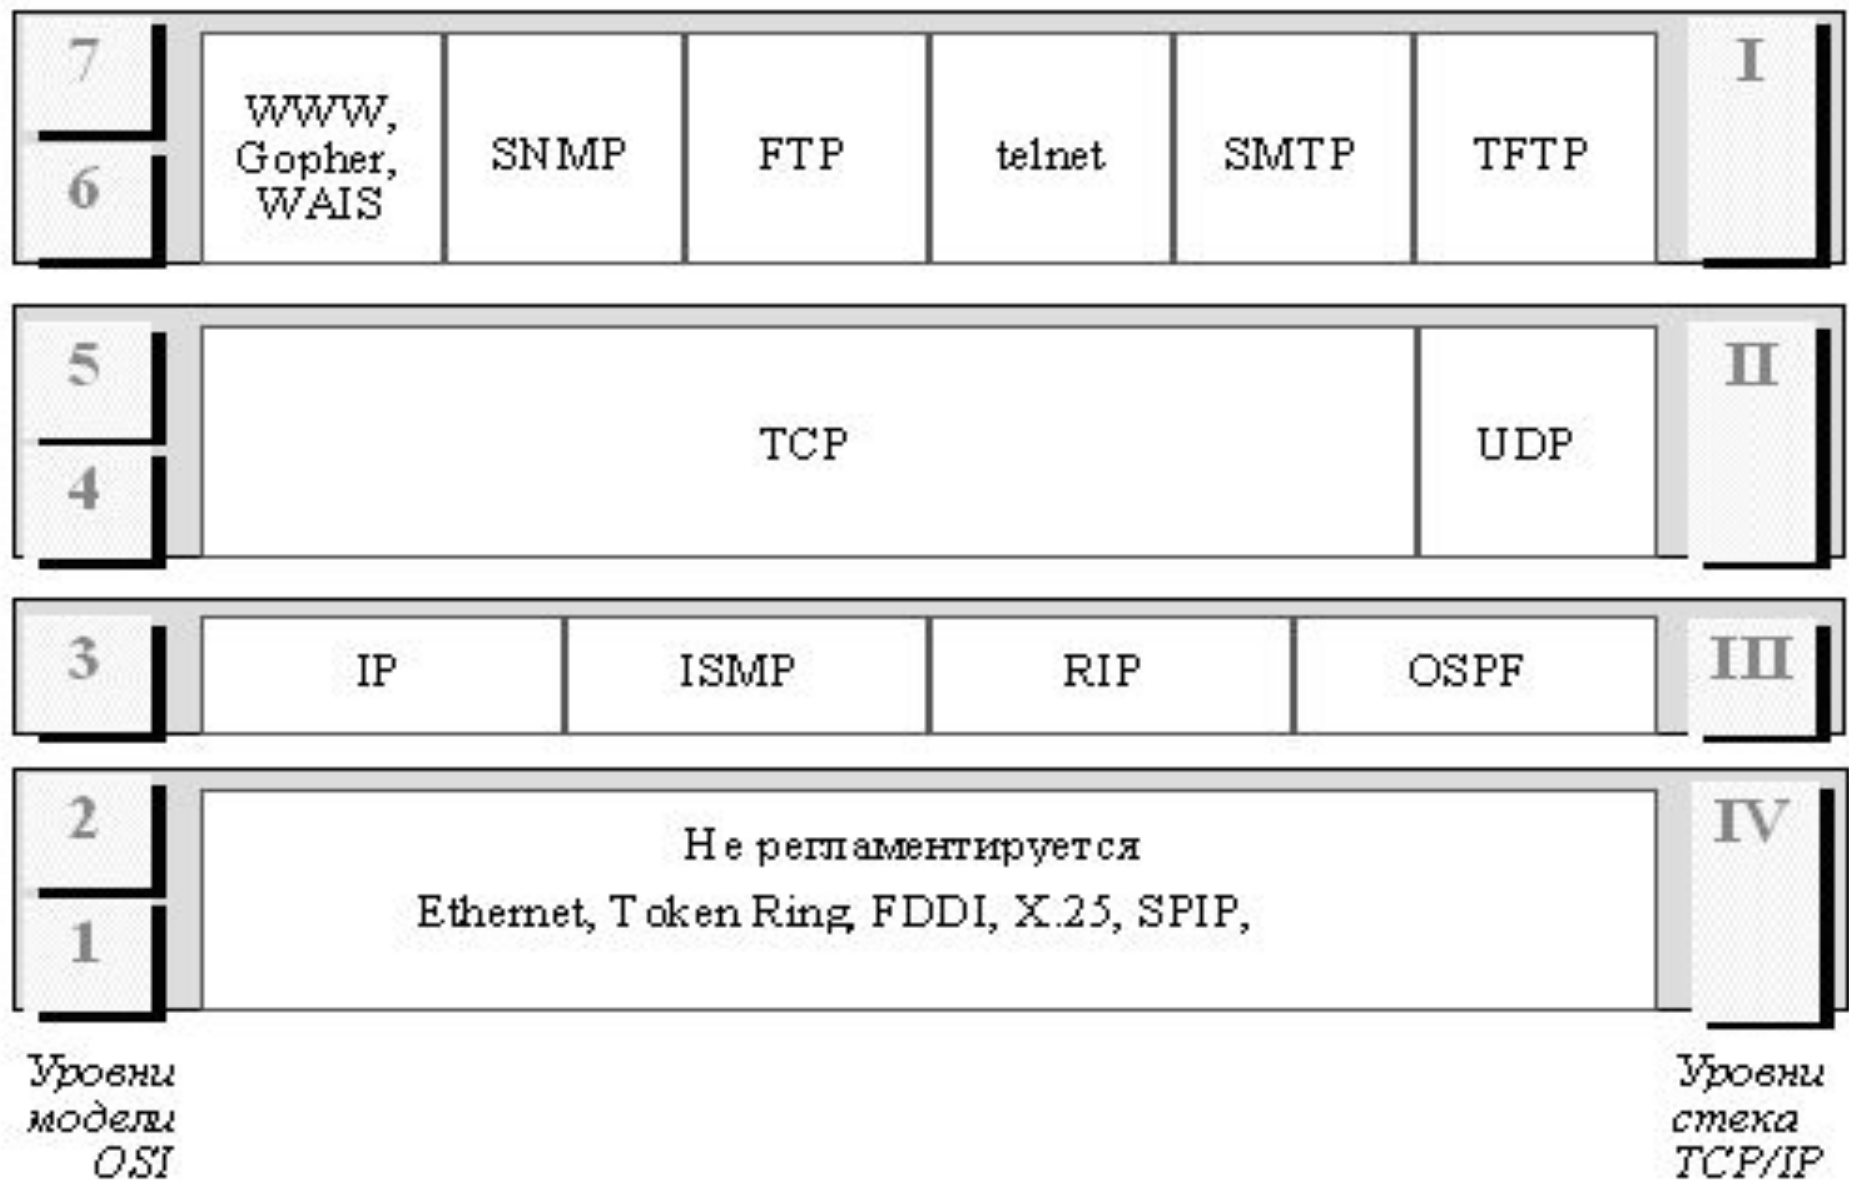 7
6
WWW,
Gopher,
WAIS
SNMP
FTP
telnet
SMTP
TFTP
I
5
4
TCP
UDP
II
3
IP
ISMP
RIP
OSPF
III
2
1
Не регламентируется
Ethernet, Token Ring, FDDI, X.25, SPIP,
IV
Уровни
модели
OSI
Уровни
стека
TCP/IP